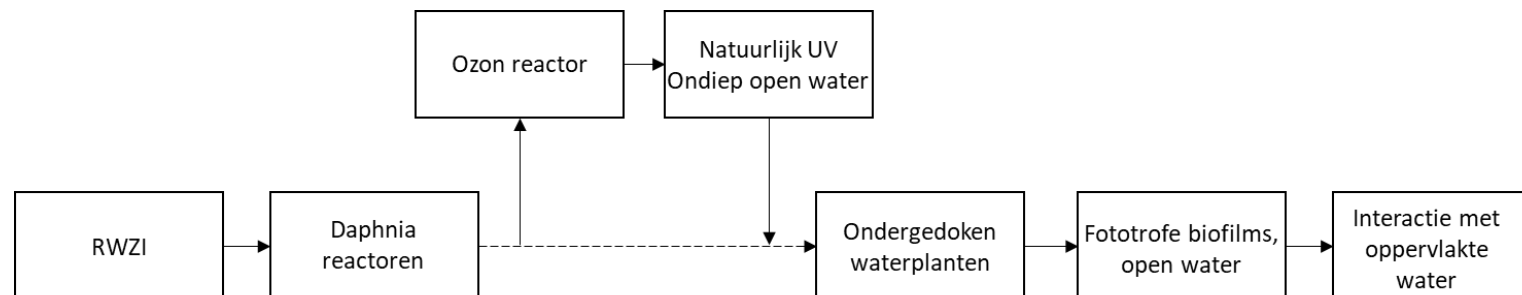 Ozon reactor
Natuurlijk UV
Ondiep open water
RWZI
Daphnia
reactoren
Ondergedoken
waterplanten
Fototrofe biofilms,
open water
Interactie met
oppervlakte
water